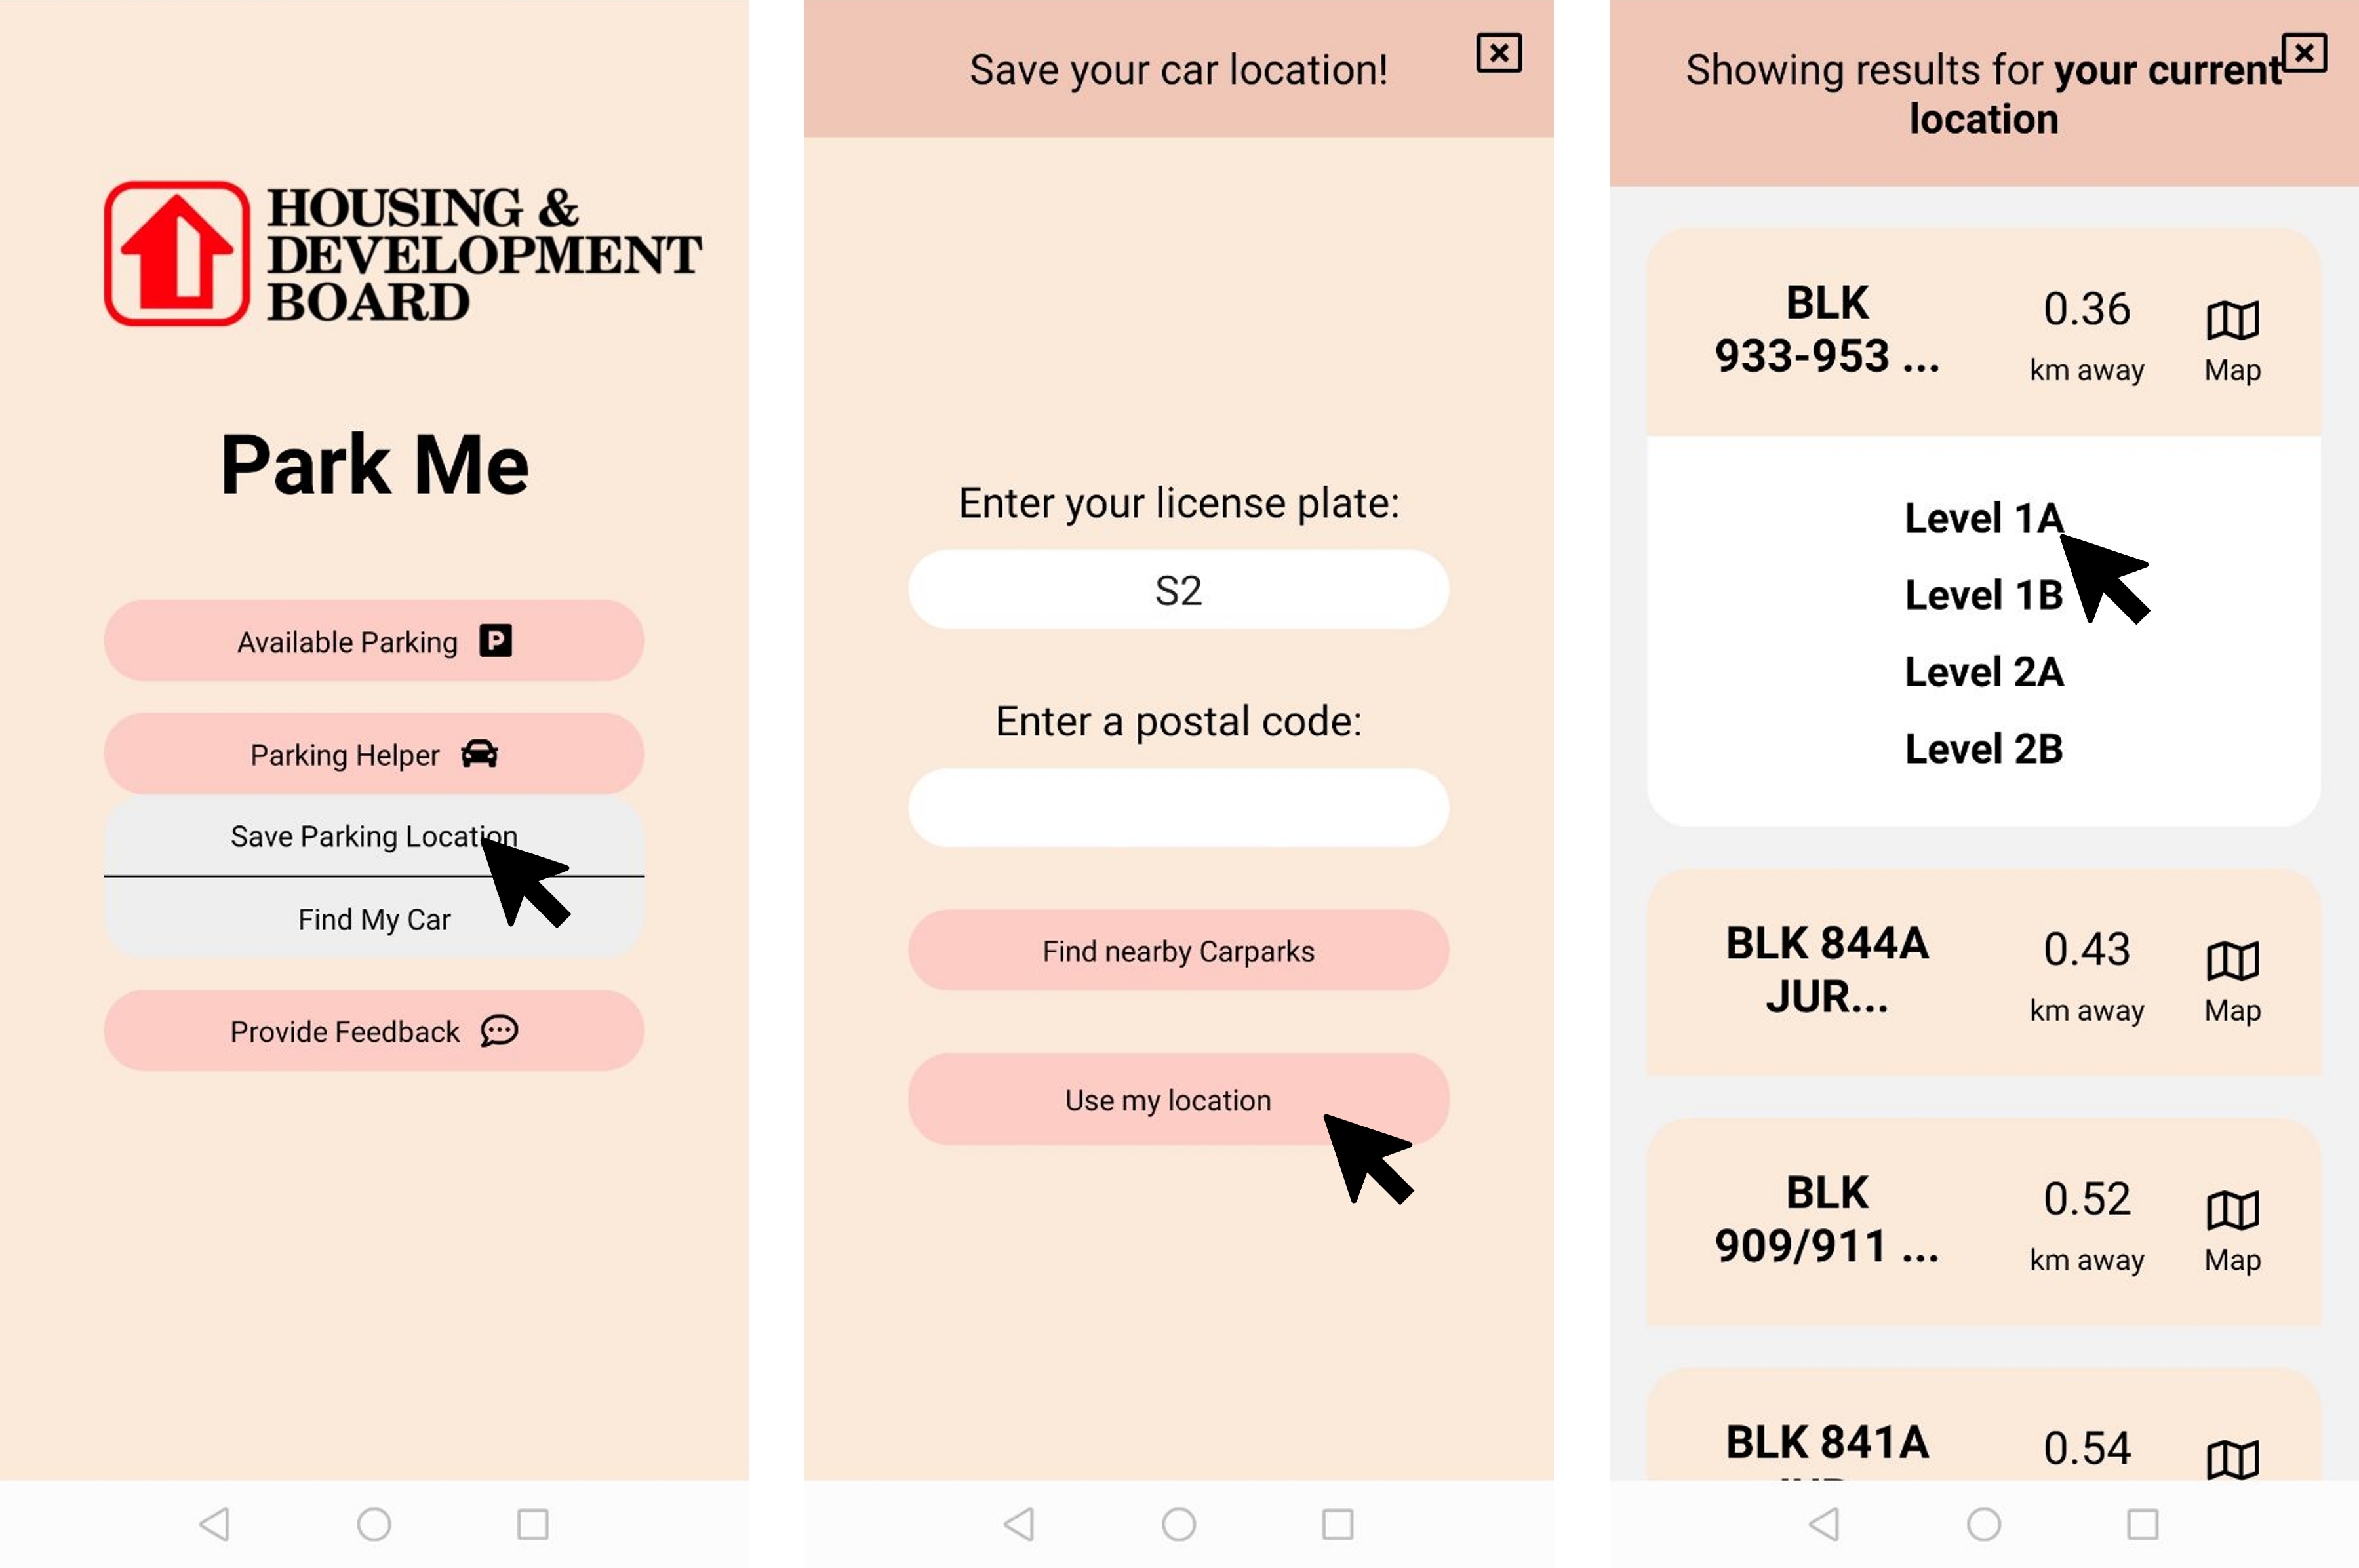 HOUSING &
DEVELOPMENT
BOARD
Park Me
Available Parking P
Parking Helper
Save Parking Location
Find My Car
Provide Feedback
Save your car location!
Enter your license plate:
S2
Enter a postal code:
Find nearby Carparks
Use my location
Showing results for your current
location
BLK
933-953 ...
0.36
km away
Map
Level 1A
Level 1B
Level 2A
Level 2B
BLK 844A
JUR...
0.43
km away
Map
BLK
909/911 ...
0.52
km away
Map
BLK 841A
0.54